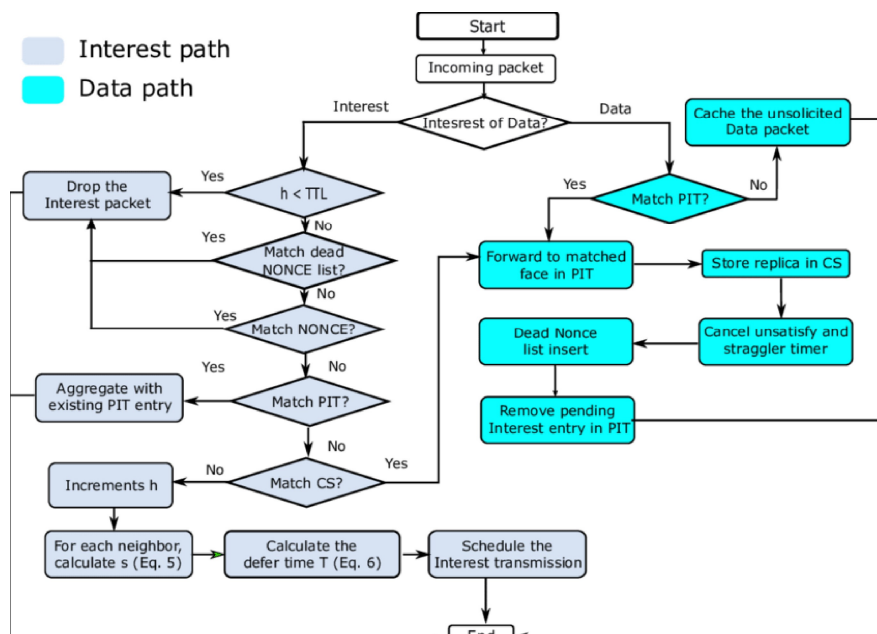 Start
Interest path
Data path
Incoming packet
Interest
Intesrest of Data?
Data
Cache the unsolicited
Data packet
Drop the
Interest packet
Yes
h < TTL
Yes
Match PIT?
No
No
Yes
Match dead
NONCE list?
Forward to matched
face in PIT
Store replica in CS
No
Yes
Match NONCE?
Dead Nonce
list insert
Cancel unsatisfy and
straggler timer
No
Yes
Aggregate with
existing PIT entry
Match PIT?
Remove pending
Interest entry in PIT
No
No
Yes
Increments h
Match CS?
For each neighbor,
calculate s (Eq. 5)
Calculate the
defer time T (Eq. 6)
Schedule the
Interest transmission
End